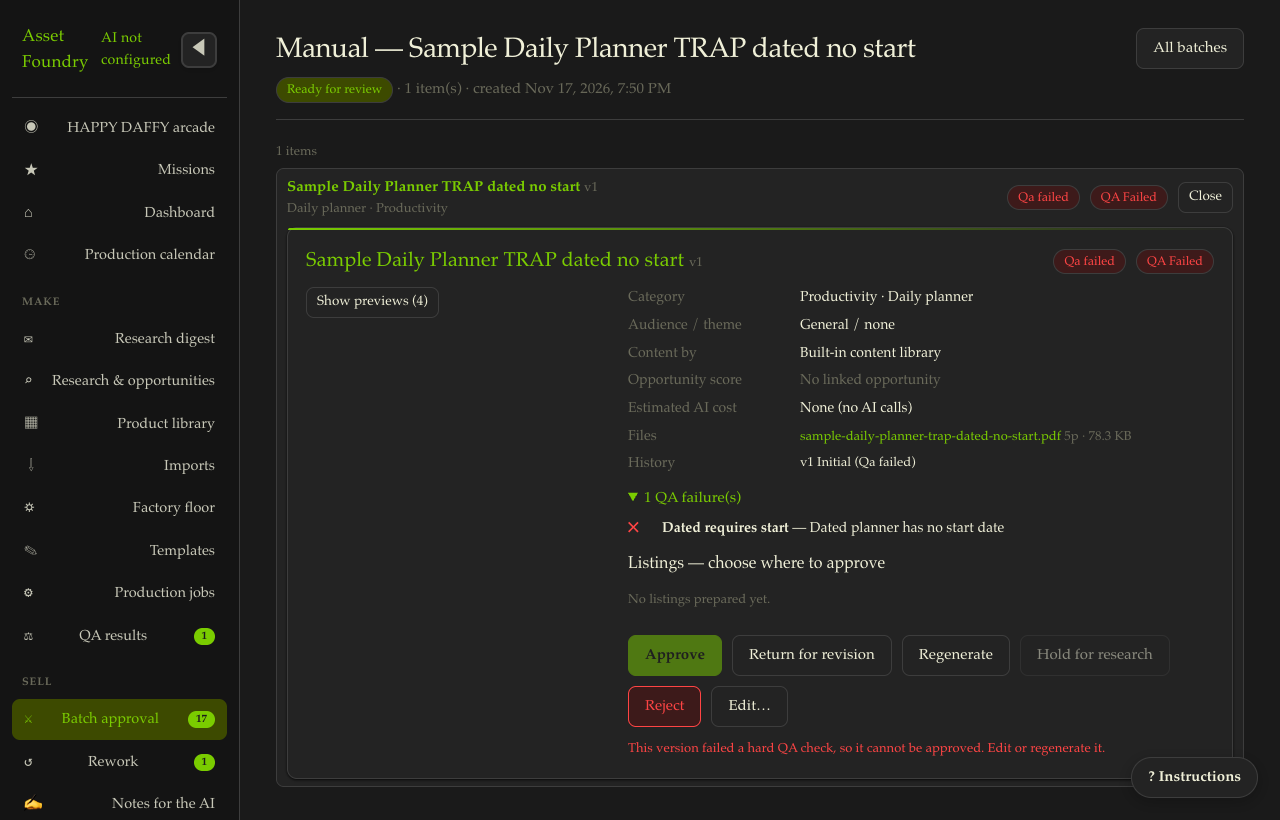 Asset Foundry
AI not configured
HAPPY DAFFY arcade
Missions
Dashboard
Production calendar
MAKE
Research digest
Research & opportunities
Product library
Imports
Factory floor
Templates
Production jobs
QA results 1
SELL
Batch approval 17
Rework 1
Notes for the AI
Manual — Sample Daily Planner TRAP dated no start
All batches
Ready for review · 1 item(s) · created Nov 17, 2026, 7:50 PM
1 items
Sample Daily Planner TRAP dated no start v1
Daily planner · Productivity
Qa failed QA Failed Close
Sample Daily Planner TRAP dated no start v1
Qa failed QA Failed
Show previews (4)
Category Productivity · Daily planner
Audience / theme General / none
Content by Built-in content library
Opportunity score No linked opportunity
Estimated AI cost None (no AI calls)
Files sample-daily-planner-trap-dated-no-start.pdf 5p · 78.3 KB
History v1 Initial (Qa failed)
▼ 1 QA failure(s)
✕ Dated requires start — Dated planner has no start date
Listings — choose where to approve
No listings prepared yet.
Approve Return for revision Regenerate Hold for research
Reject Edit…
This version failed a hard QA check, so it cannot be approved. Edit or regenerate it.
? Instructions